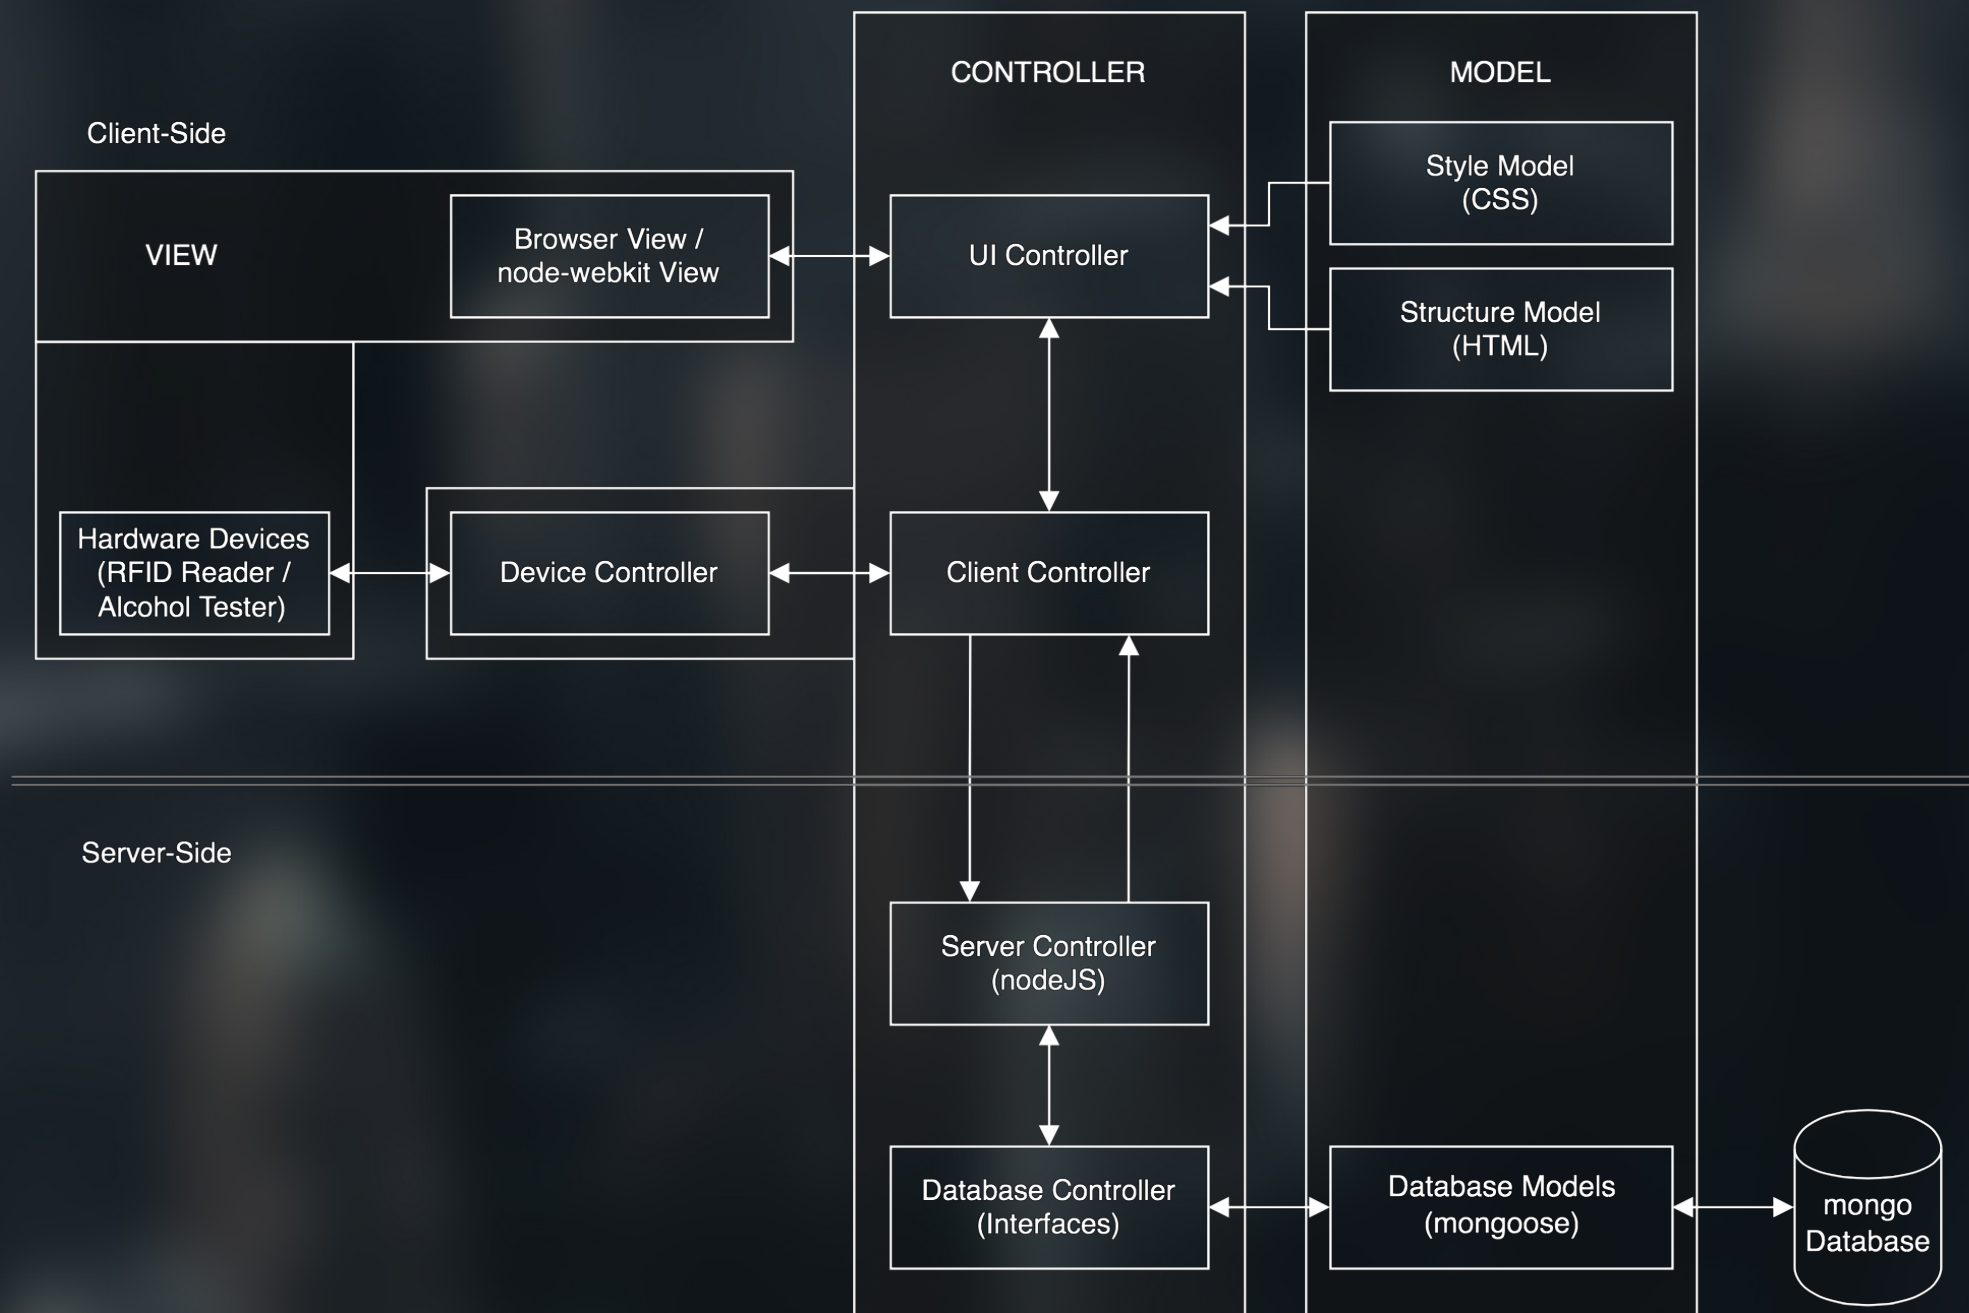 CONTROLLER
MODEL
Client-Side
VIEW
Browser View /
node-webkit View
UI Controller
Style Model
(CSS)
Structure Model
(HTML)
Hardware Devices
(RFID Reader /
Alcohol Tester)
Device Controller
Client Controller
Server-Side
Server Controller
(nodeJS)
Database Controller
(Interfaces)
Database Models
(mongoose)
mongo
Database